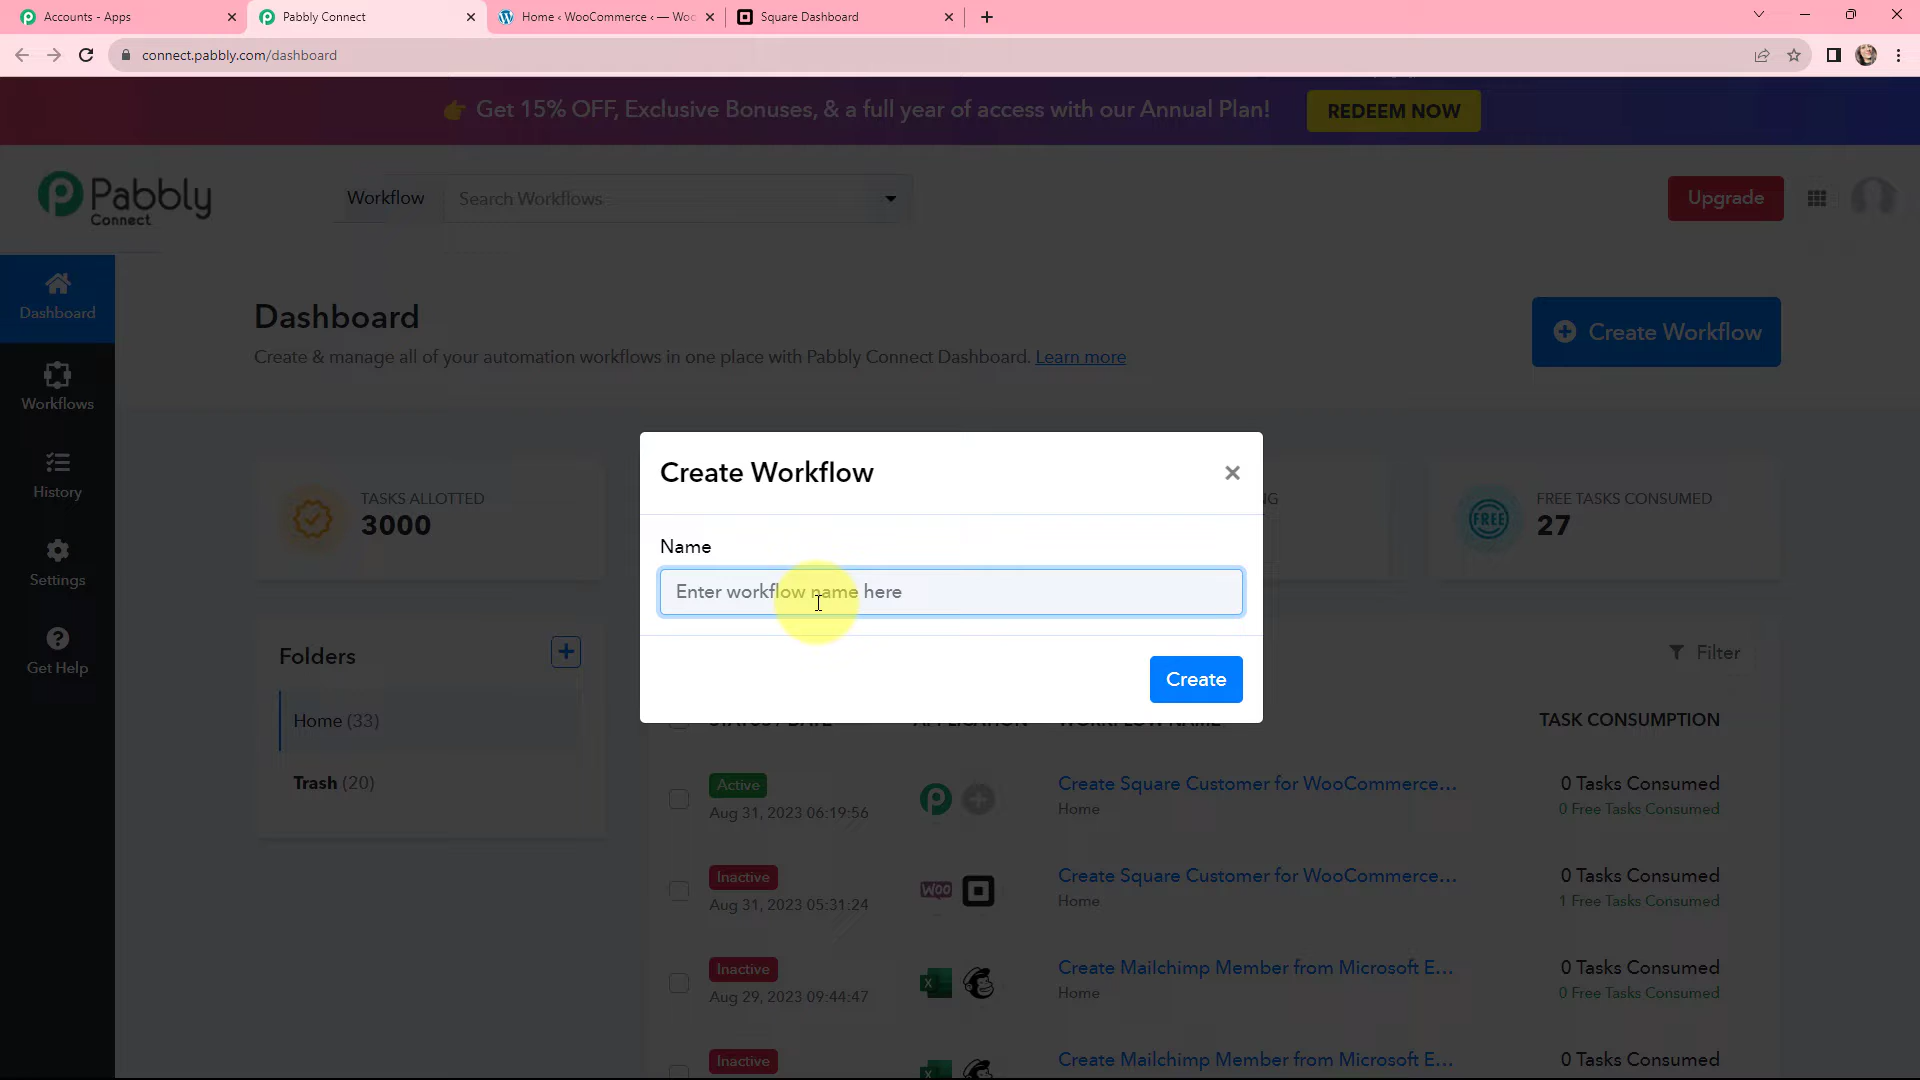 Accounts - Apps
Pabbly Connect
Home ‹ WooCommerce ‹ — Woo
Square Dashboard
connect.pabbly.com/dashboard
👉 Get 15% OFF, Exclusive Bonuses, & a full year of access with our Annual Plan!
REDEEM NOW
Pabbly
Connect
Workflow
Search Workflows
Upgrade
Dashboard
Workflows
History
Settings
Get Help
Dashboard
Create & manage all of your automation workflows in one place with Pabbly Connect Dashboard. Learn more
Create Workflow
TASKS ALLOTTED
3000
FREE
FREE TASKS CONSUMED
27
Create Workflow
Name
Enter workflow name here
Create
Folders
Home (33)
Trash (20)
Filter
TASK CONSUMPTION
Active
Aug 31, 2023 06:19:56
Create Square Customer for WooCommerce...
Home
0 Tasks Consumed
0 Free Tasks Consumed
Inactive
Aug 31, 2023 05:31:24
Woo
Create Square Customer for WooCommerce...
Home
0 Tasks Consumed
1 Free Tasks Consumed
Inactive
Aug 29, 2023 09:44:47
Create Mailchimp Member from Microsoft E...
Home
0 Tasks Consumed
0 Free Tasks Consumed
Inactive
Create Mailchimp Member from Microsoft E...
0 Tasks Consumed